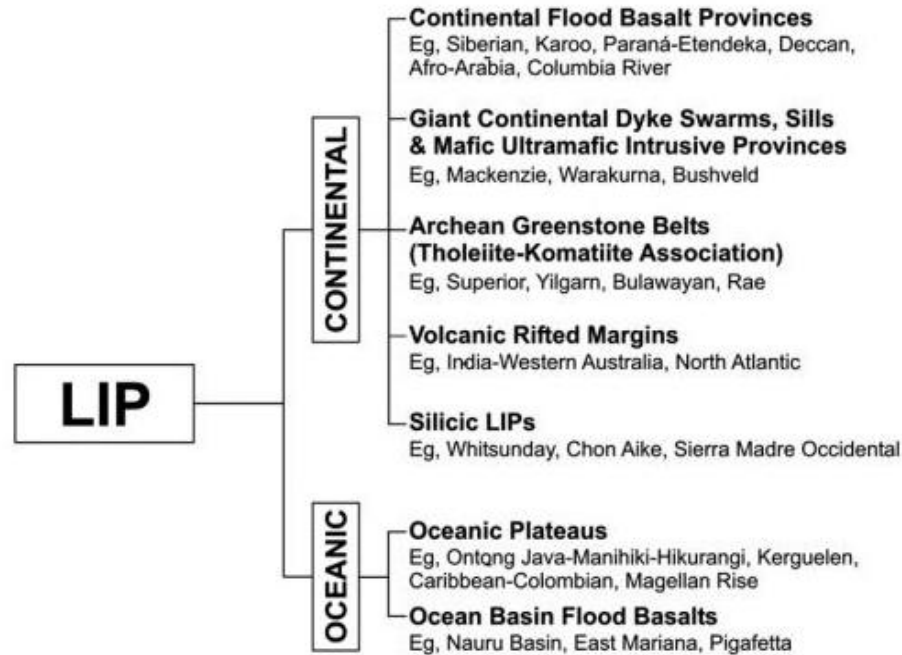 LIP
CONTINENTAL
Continental Flood Basalt Provinces
Eg, Siberian, Karoo, Paraná-Etendeka, Deccan,
Afro-Arabia, Columbia River
Giant Continental Dyke Swarms, Sills
& Mafic Ultramafic Intrusive Provinces
Eg, Mackenzie, Warakurna, Bushveld
Archean Greenstone Belts
(Tholeiite-Komatiite Association)
Eg, Superior, Yilgarn, Bulawayan, Rae
Volcanic Rifted Margins
Eg, India-Western Australia, North Atlantic
Silicic LIPs
Eg, Whitsunday, Chon Aike, Sierra Madre Occidental
OCEANIC
Oceanic Plateaus
Eg, Ontong Java-Manihiki-Hikurangi, Kerguelen,
Caribbean-Colombian, Magellan Rise
Ocean Basin Flood Basalts
Eg, Nauru Basin, East Mariana, Pigafetta